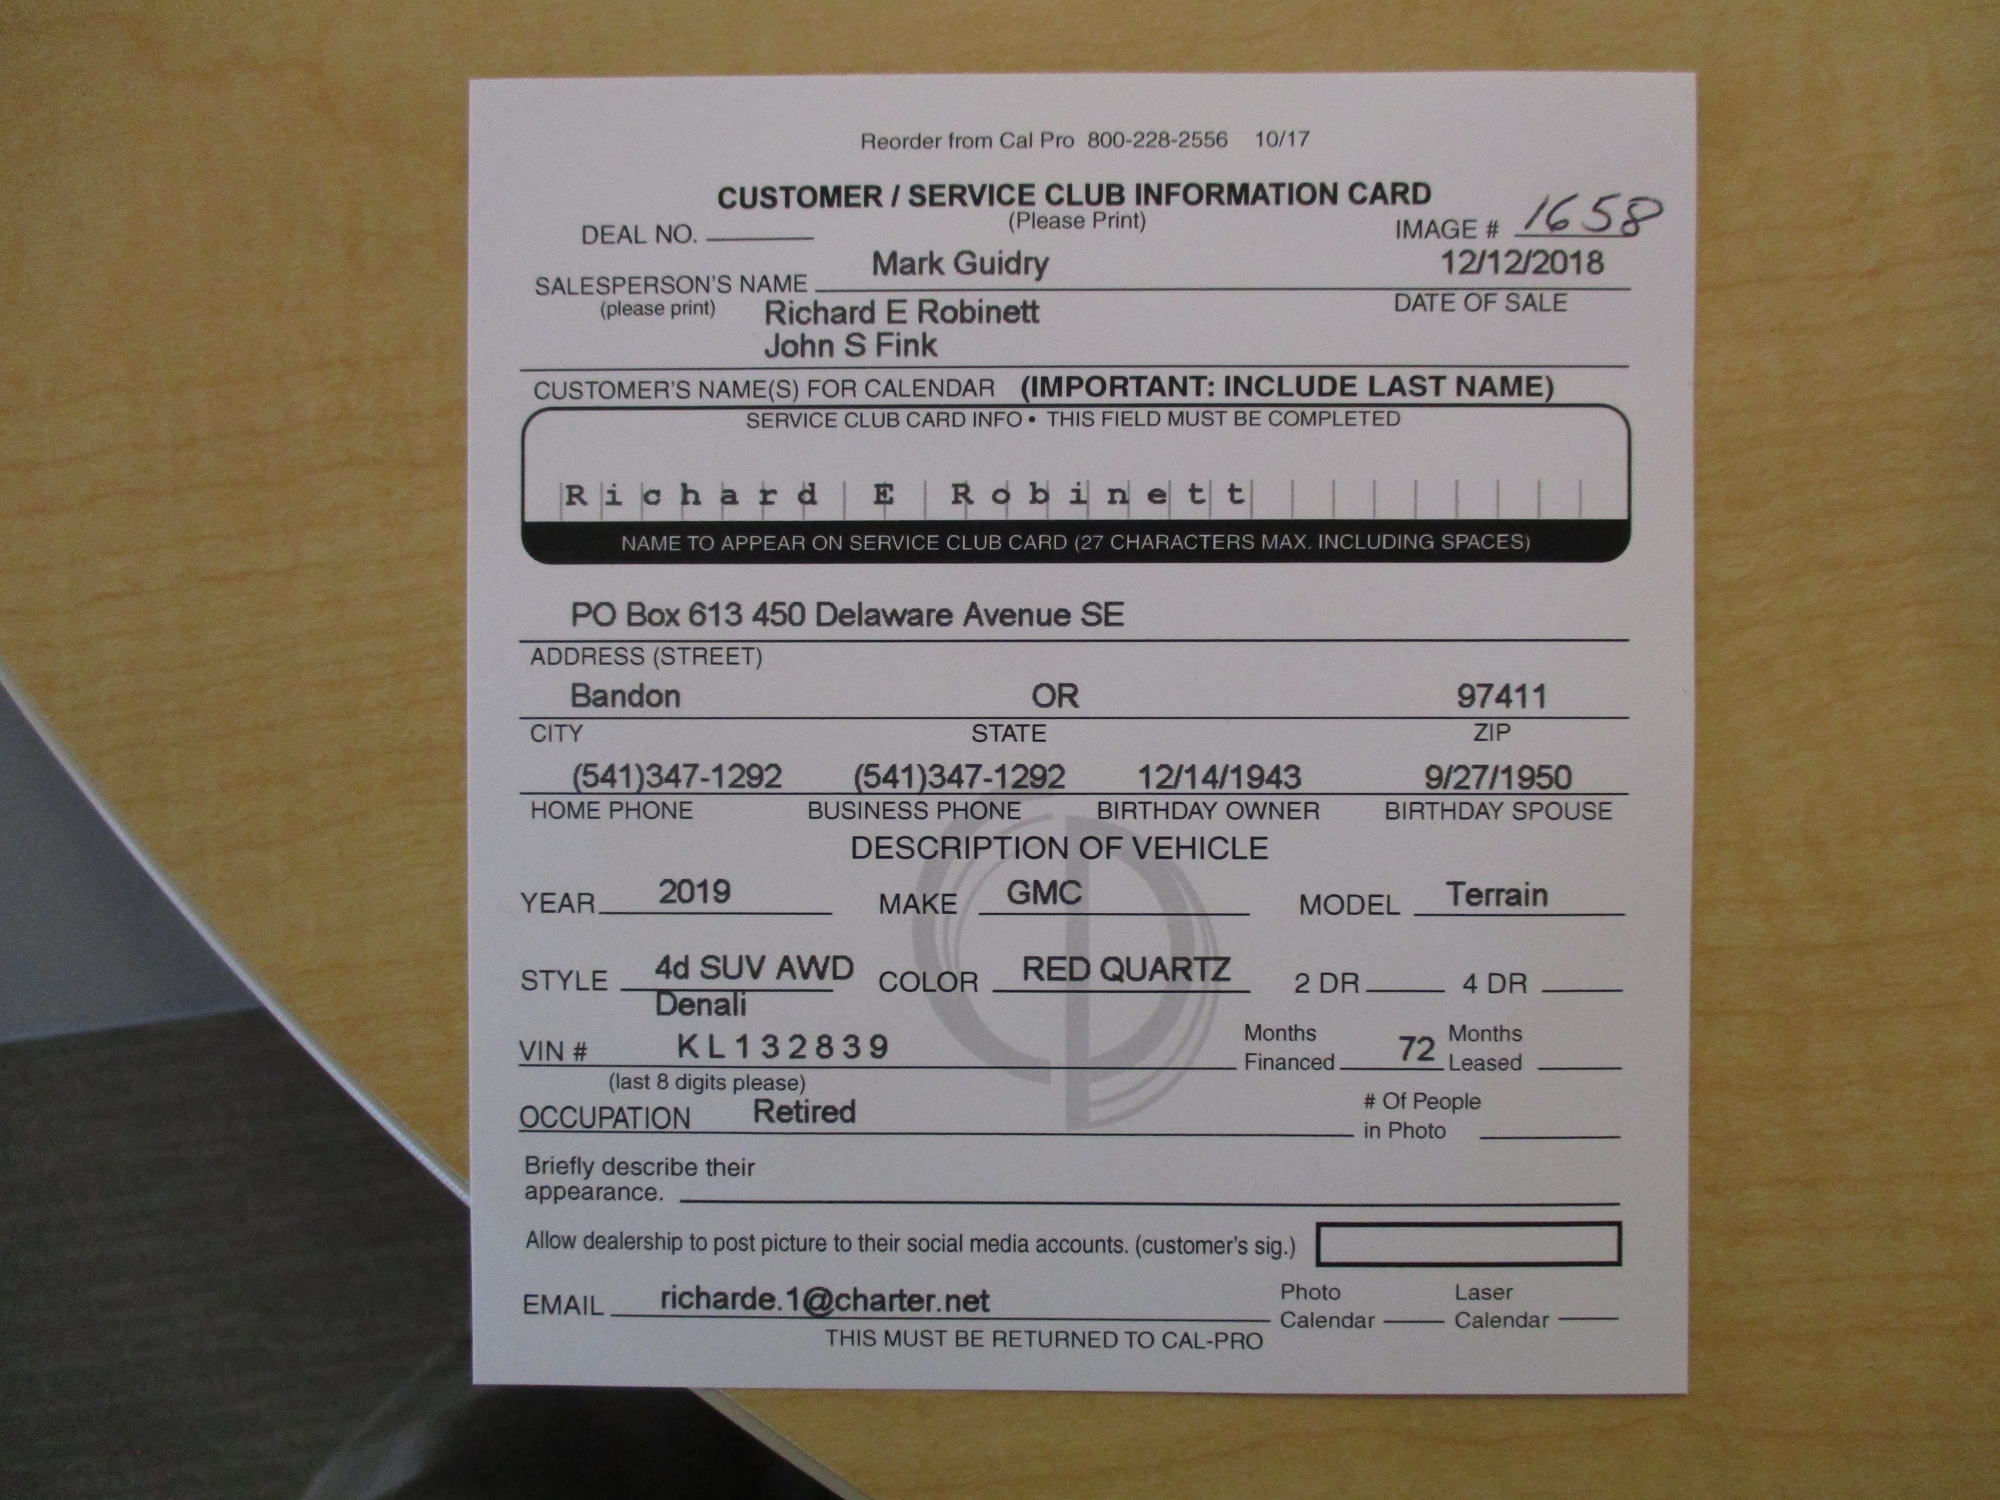 Reorder from Cal Pro 800-228-2556 10/17
CUSTOMER / SERVICE CLUB INFORMATION CARD
(Please Print)
DEAL NO.
IMAGE # 1658
SALESPERSON'S NAME Mark Guidry 12/12/2018
(please print) DATE OF SALE
Richard E Robinett
John S Fink
CUSTOMER'S NAME(S) FOR CALENDAR (IMPORTANT: INCLUDE LAST NAME)
SERVICE CLUB CARD INFO • THIS FIELD MUST BE COMPLETED
Richard E Robinett
NAME TO APPEAR ON SERVICE CLUB CARD (27 CHARACTERS MAX. INCLUDING SPACES)
PO Box 613 450 Delaware Avenue SE
ADDRESS (STREET)
Bandon OR 97411
CITY STATE ZIP
(541)347-1292 (541)347-1292 12/14/1943 9/27/1950
HOME PHONE BUSINESS PHONE BIRTHDAY OWNER BIRTHDAY SPOUSE
DESCRIPTION OF VEHICLE
YEAR 2019 MAKE GMC MODEL Terrain
STYLE 4d SUV AWD COLOR RED QUARTZ 2 DR 4 DR
Denali
VIN # KL132839 Months Financed 72 Months Leased
(last 8 digits please)
OCCUPATION Retired # Of People in Photo
Briefly describe their
appearance.
Allow dealership to post picture to their social media accounts. (customer's sig.)
EMAIL richarde.1@charter.net Photo Calendar Laser Calendar
THIS MUST BE RETURNED TO CAL-PRO